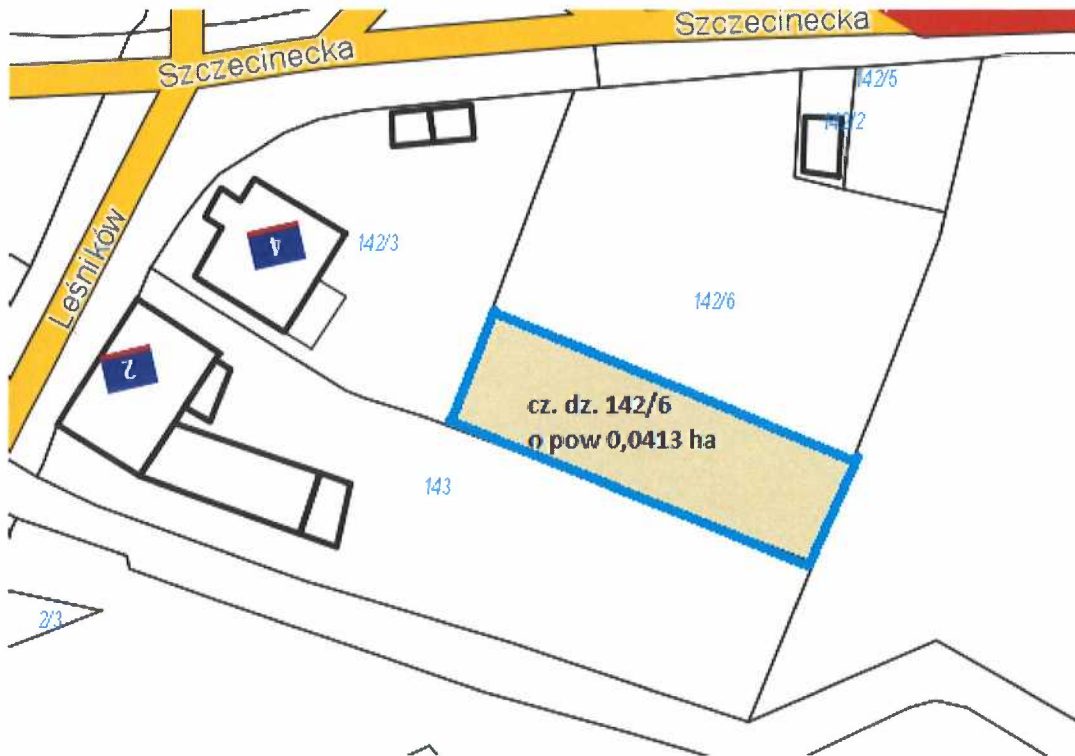 Szczecinecka
Szczecinecka
142/5
142/2
Leśników
4
142/3
142/6
2
cz. dz. 142/6
o pow 0,0413 ha
143
2/3